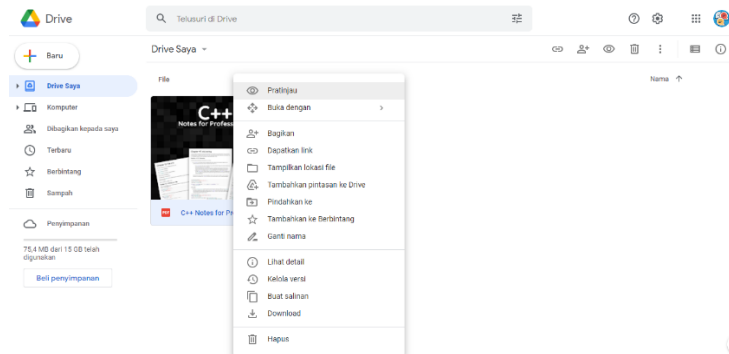 Drive
Telusuri di Drive
Baru
Drive Saya
Komputer
Dibagikan kepada saya
Terbaru
Berbintang
Sampah
Penyimpanan
75,4 MB dari 15 GB telah
digunakan
Beli penyimpanan
Drive Saya
File
Nama
C++
Notes for Profess
PDF
C++ Notes for Pr
Pratinjau
Buka dengan
Bagikan
Dapatkan link
Tampilkan lokasi file
Tambahkan pintasan ke Drive
Pindahkan ke
Tambahkan ke Berbintang
Ganti nama
Lihat detail
Kelola versi
Buat salinan
Download
Hapus